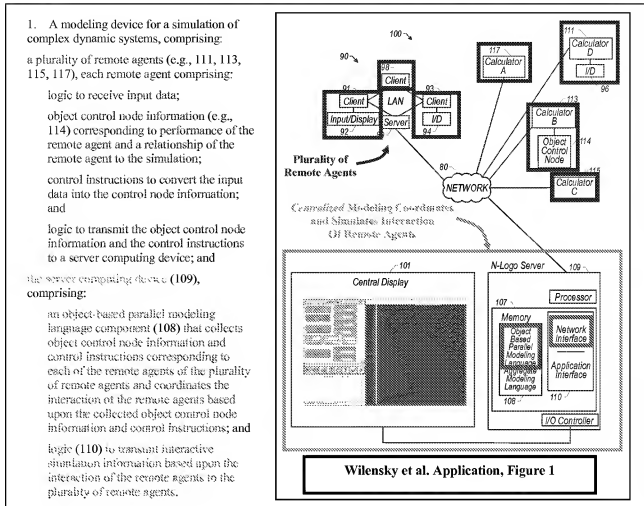 1. A modeling device for a simulation of
complex dynamic systems, comprising:
a plurality of remote agents (e.g., 111, 113,
115, 117), each remote agent comprising:
logic to receive input data;
object control node information (e.g.,
114) corresponding to performance of the
remote agent and a relationship of the
remote agent to the simulation;
control instructions to convert the input
data into the control node information;
and
logic to transmit the object control node
information and the control instructions
to a server computing device; and
the server computing device (109),
comprising:
an object-based parallel modeling
language component (108) that collects
object control node information and
control instructions corresponding to
each of the remote agents of the plurality
of remote agents and coordinates the
interaction of the remote agents based
upon the collected object control node
information and control instructions; and
logic (110) to transmit interactive
simulation information based upon the
interaction of the remote agents to the
plurality of remote agents.
100
90
98
Client
91
Client
LAN
93
Client
Input/Display
92
Server
I/D
94
Plurality of
Remote Agents
117
Calculator
A
111
Calculator
D
I/D
96
113
Calculator
B
Object
Control
Node
114
115
Calculator
C
80
NETWORK
Centralized Modeling Coordinates
and Simulates Interaction
Of Remote Agents
101
Central Display
N-Logo Server
109
Processor
107
Memory
Object
Based
Parallel
Modeling
Language
Aggregate
Modeling
Language
108
Network
Interface
Application
Interface
110
I/O Controller
Wilensky et al. Application, Figure 1